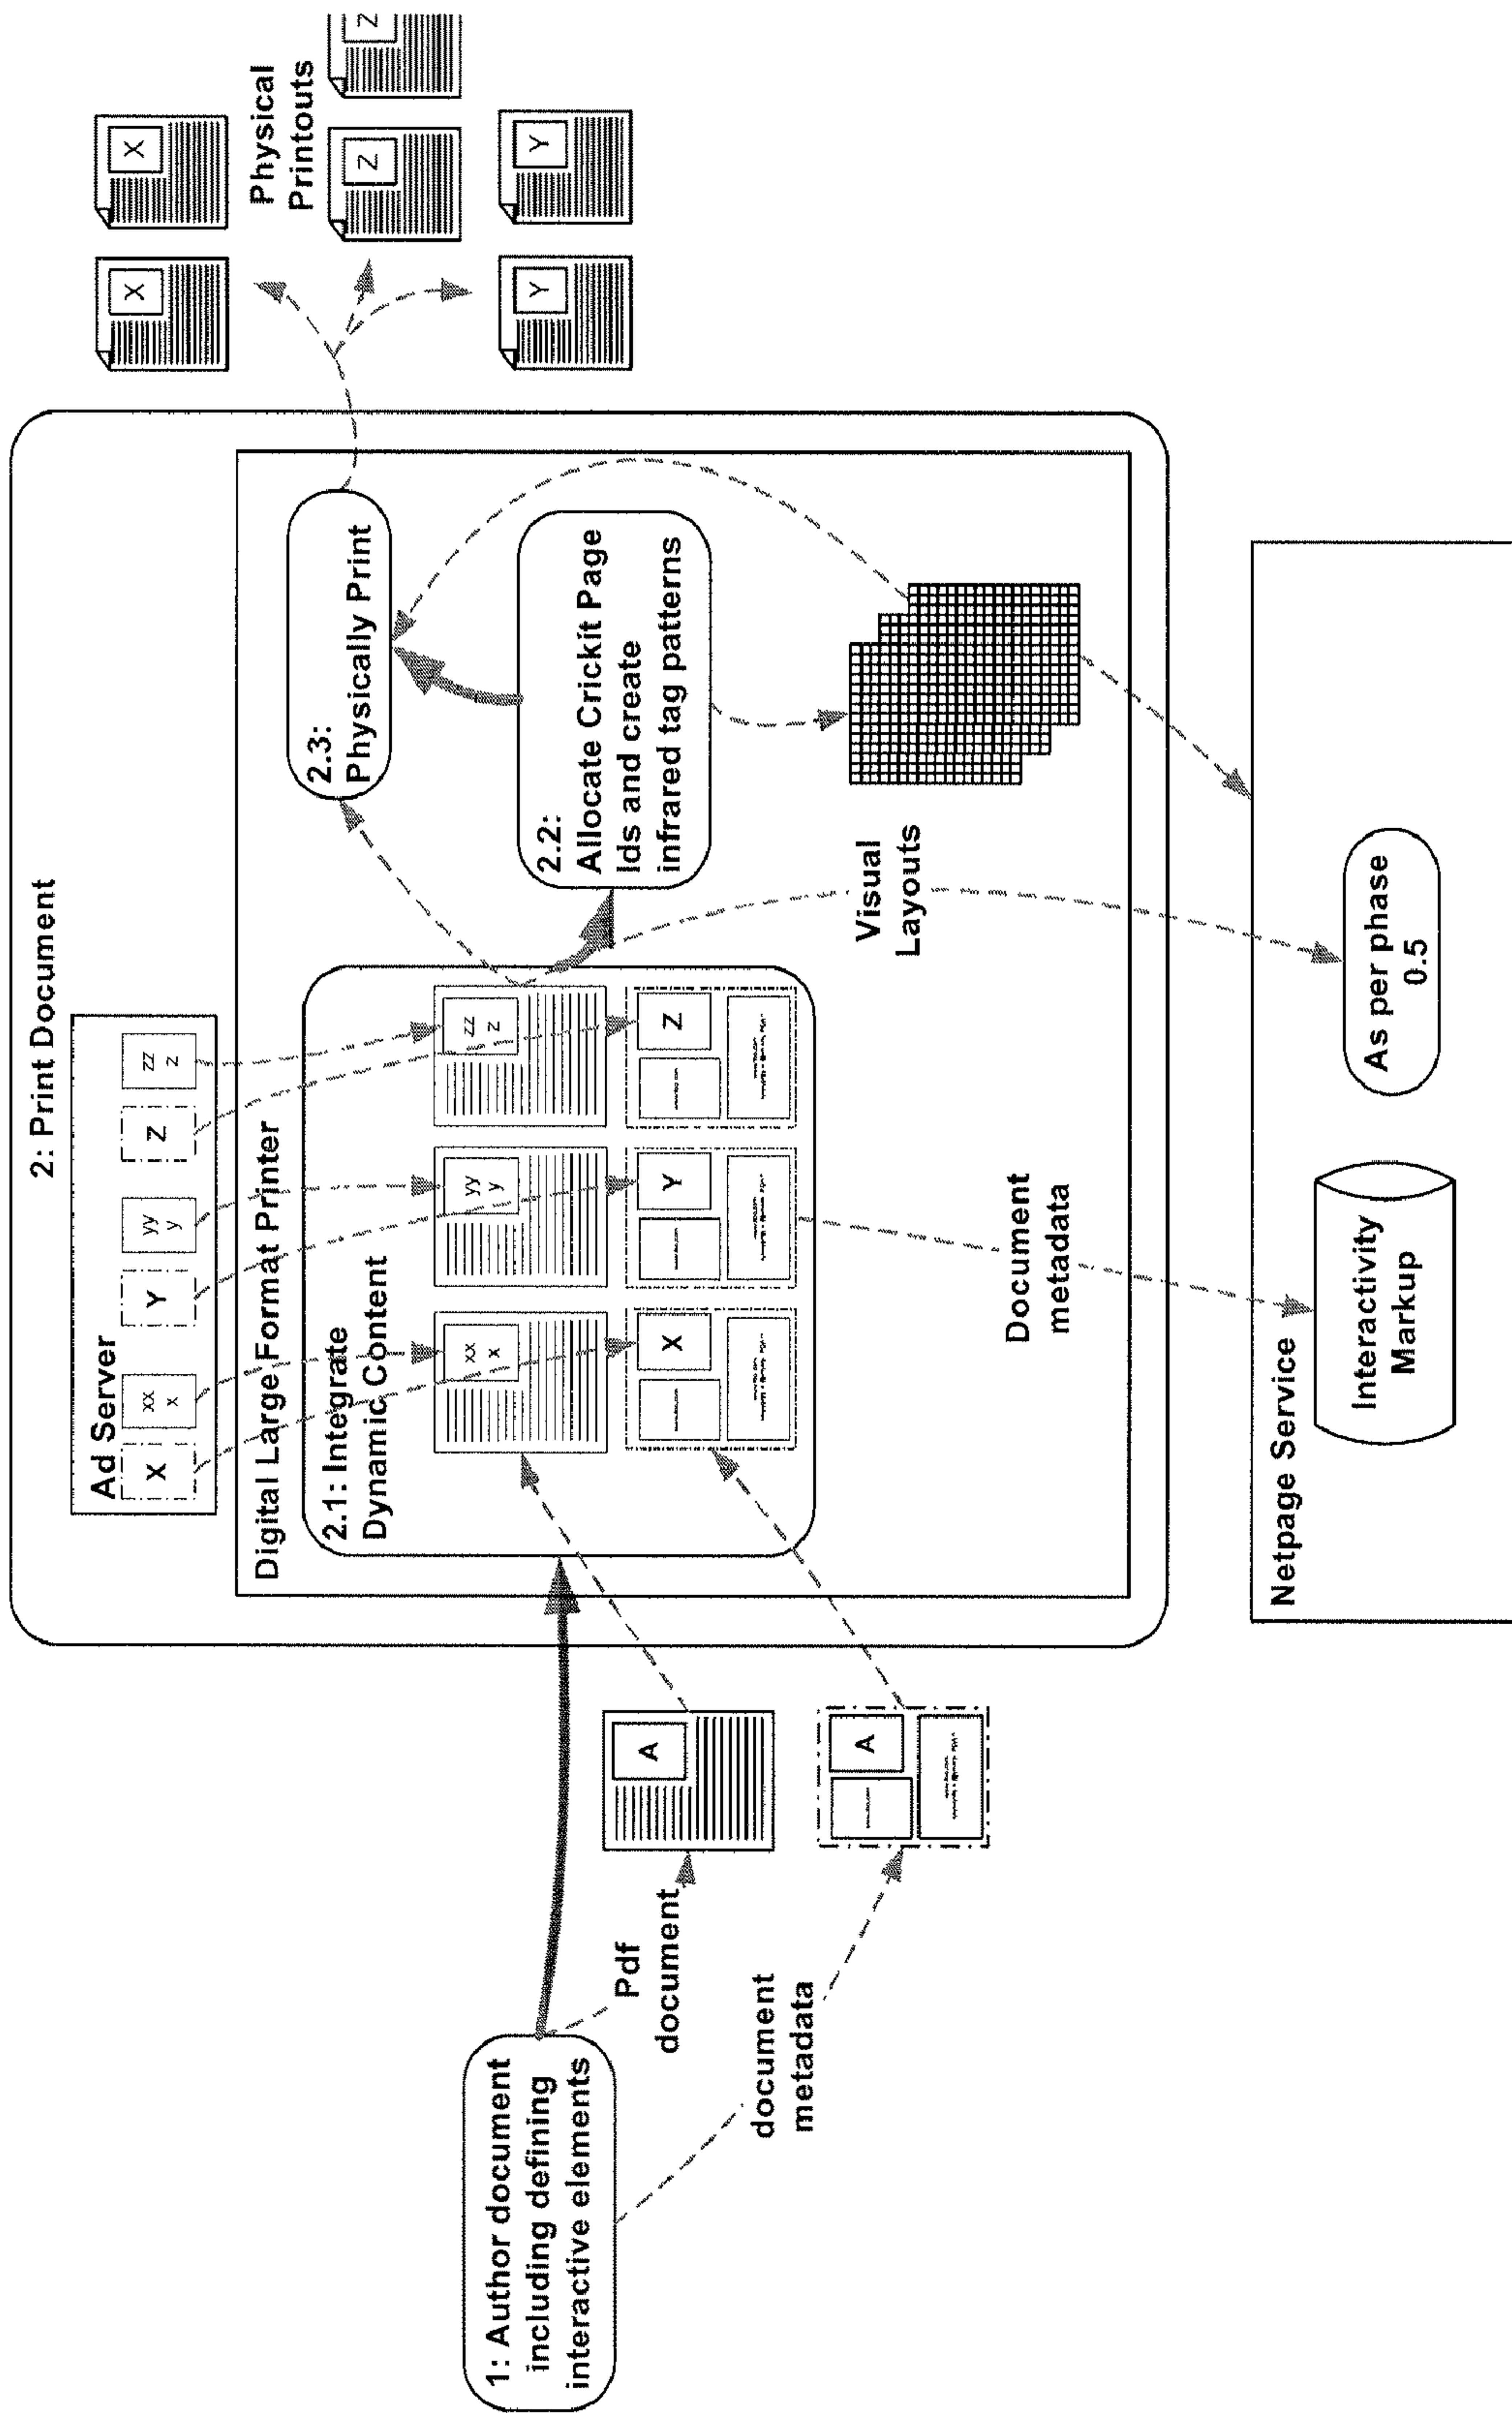 2: Print Document
Ad Server
X
xx
x
Y
yy
y
Z
zz
z
Digital Large Format Printer
2.1: Integrate
Dynamic Content
xx
x
yy
y
zz
z
X
Y
Z
2.3:
Physically Print
2.2:
Allocate Crickit Page
Ids and create
infrared tag patterns
Visual
Layouts
Document
metadata
1: Author document
including defining
interactive elements
Pdf
document
document
metadata
A
A
X
X
Physical
Printouts
Z
Z
Y
Y
Netpage Service
Interactivity
Markup
As per phase
0.5